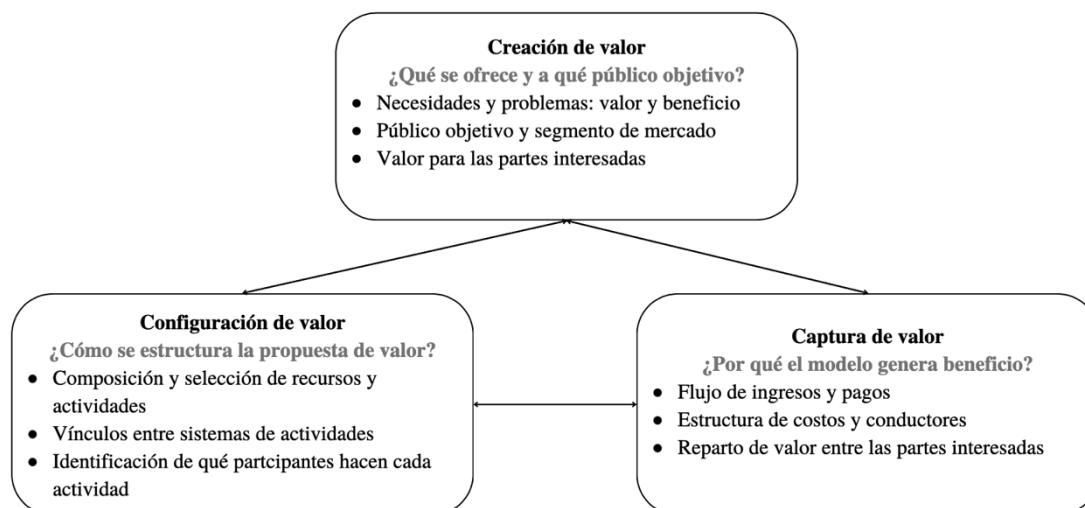 Creación de valor
¿Qué se ofrece y a qué público objetivo?
● Necesidades y problemas: valor y beneficio
● Público objetivo y segmento de mercado
● Valor para las partes interesadas
Configuración de valor
¿Cómo se estructura la propuesta de valor?
● Composición y selección de recursos y
actividades
● Vínculos entre sistemas de actividades
● Identificación de qué partcipantes hacen cada
actividad
Captura de valor
¿Por qué el modelo genera beneficio?
● Flujo de ingresos y pagos
● Estructura de costos y conductores
● Reparto de valor entre las partes interesadas